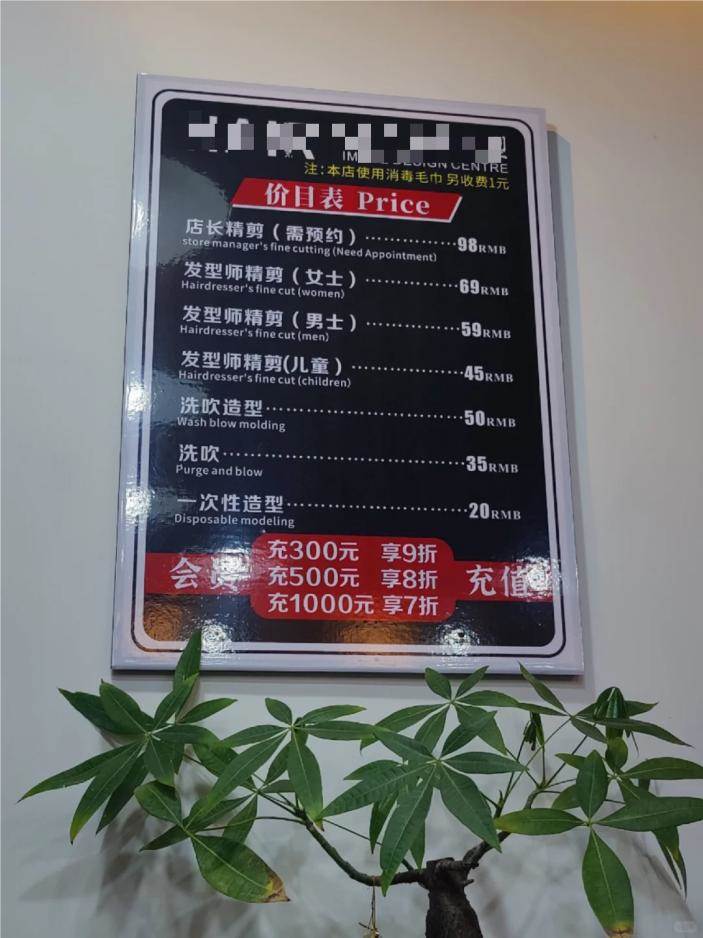 DESIGN CENTRE
注:本店使用消毒毛巾 另收费1元
价目表 Price
店长精剪(需预约)··············98RMB
store manager's fine cutting (Need Appointment)
发型师精剪(女士)··············69RMB
Hairdresser's fine cut (women)
发型师精剪(男士)··············59RMB
Hairdresser's fine cut (men)
发型师精剪(儿童)··············45RMB
Hairdresser's fine cut (children)
洗吹造型······························50RMB
Wash blow molding
洗吹····································35RMB
Purge and blow
一次性造型···························20RMB
Disposable modeling
会员 充300元 享9折 充值
充500元 享8折
充1000元 享7折